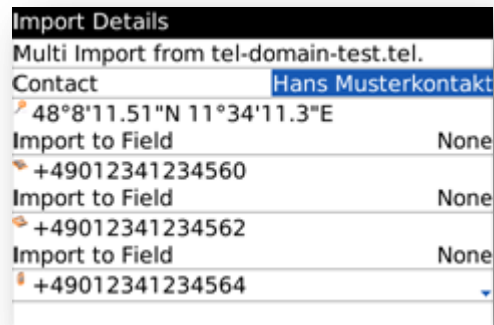 Import Details
Multi Import from tel-domain-test.tel.
Contact Hans Musterkontakt
48°8'11.51"N 11°34'11.3"E
Import to Field None
+49012341234560
Import to Field None
+49012341234562
Import to Field None
+49012341234564